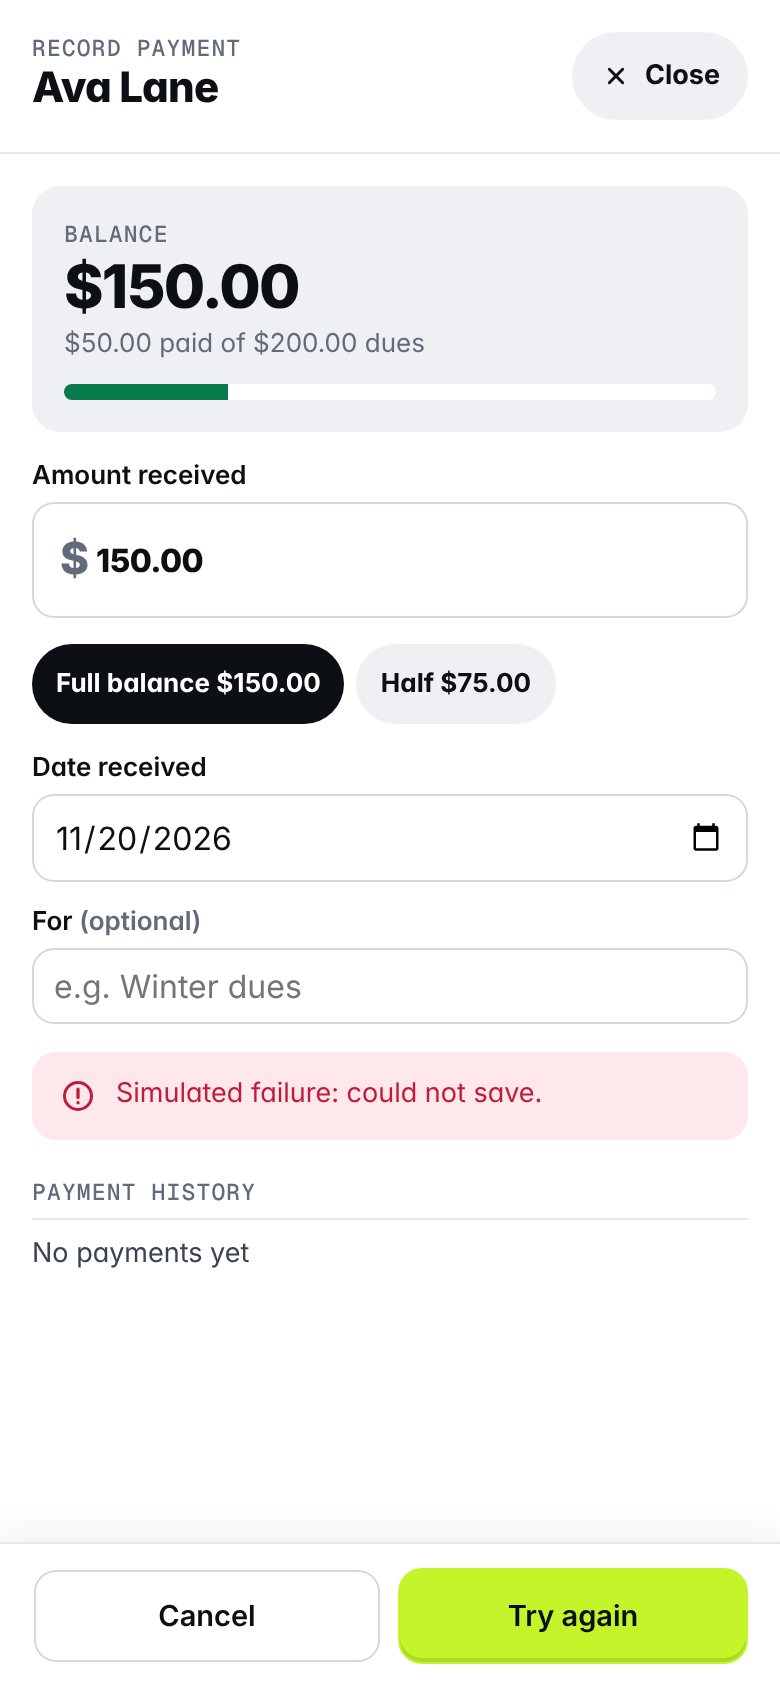 RECORD PAYMENT
Ava Lane
Close
BALANCE
$150.00
$50.00 paid of $200.00 dues
Amount received
$ 150.00
Full balance $150.00
Half $75.00
Date received
11/20/2026
For (optional)
e.g. Winter dues
Simulated failure: could not save.
PAYMENT HISTORY
No payments yet
Cancel
Try again